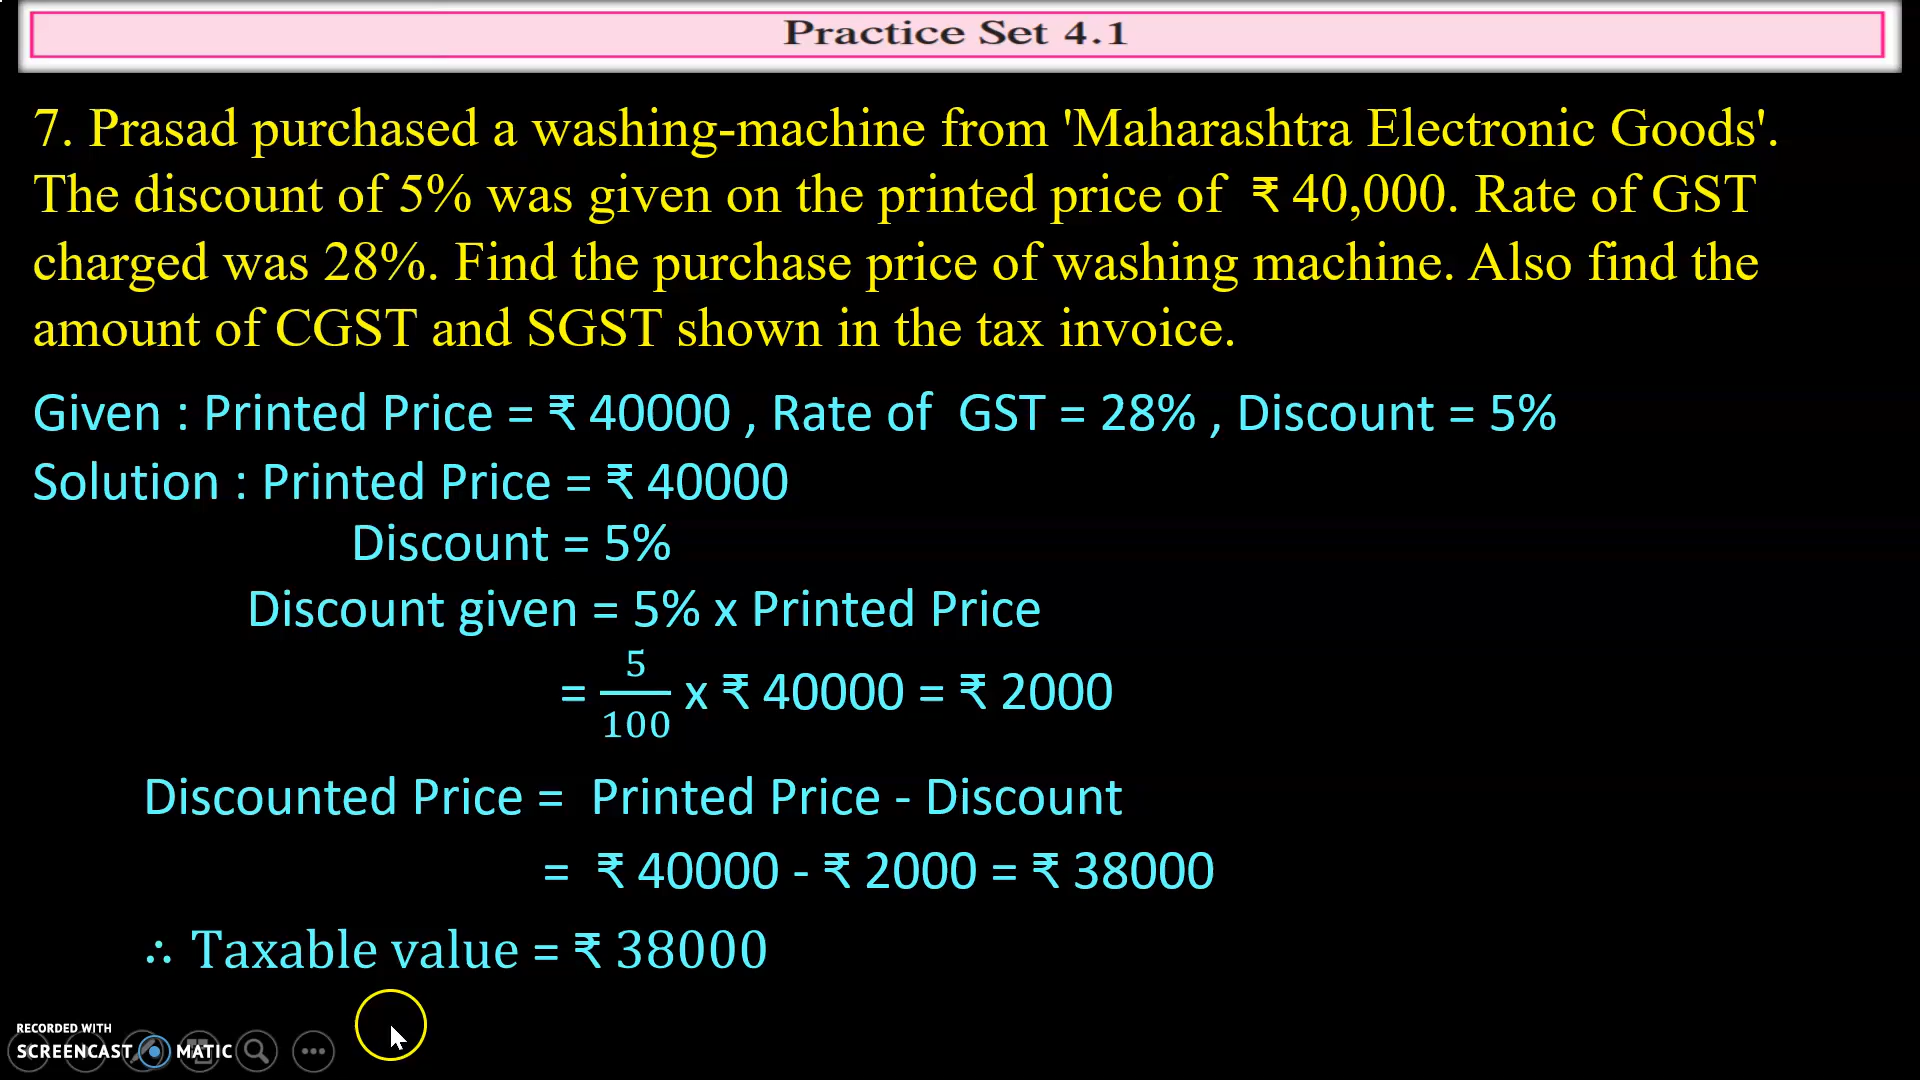 Practice Set 4.1
7. Prasad purchased a washing-machine from 'Maharashtra Electronic Goods'.
The discount of 5% was given on the printed price of ₹ 40,000. Rate of GST
charged was 28%. Find the purchase price of washing machine. Also find the
amount of CGST and SGST shown in the tax invoice.
Given : Printed Price = ₹ 40000 , Rate of GST = 28% , Discount = 5%
Solution : Printed Price = ₹ 40000
Discount = 5%
Discount given = 5% x Printed Price
= 5/100 x ₹ 40000 = ₹ 2000
Discounted Price = Printed Price - Discount
= ₹ 40000 - ₹ 2000 = ₹ 38000
∴ Taxable value = ₹ 38000
RECORDED WITH
SCREENCAST MATIC